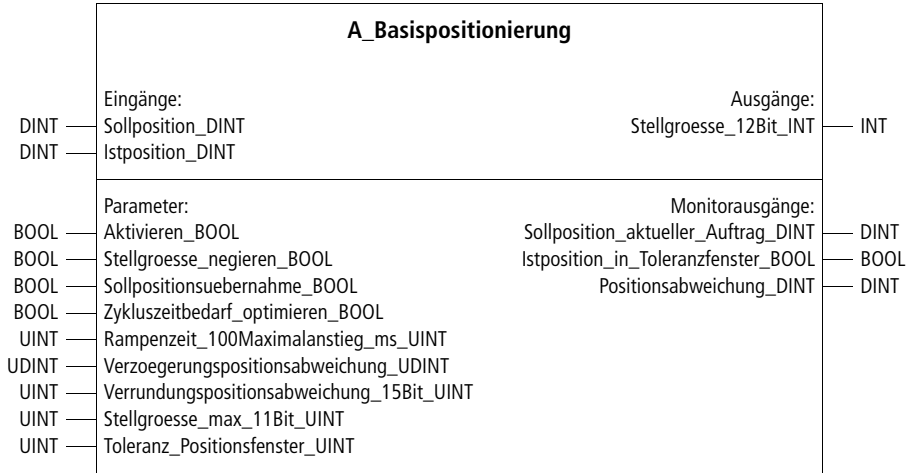 A_Basispositionierung
Eingänge: Ausgänge:
DINT Sollposition_DINT Stellgroesse_12Bit_INT INT
DINT Istposition_DINT
Parameter: Monitorausgänge:
BOOL Aktivieren_BOOL Sollposition_aktueller_Auftrag_DINT DINT
BOOL Stellgroesse_negieren_BOOL Istposition_in_Toleranzfenster_BOOL BOOL
BOOL Sollpositionsuebernahme_BOOL Positionsabweichung_DINT DINT
BOOL Zykluszeitbedarf_optimieren_BOOL
UINT Rampenzeit_100Maximalanstieg_ms_UINT
UDINT Verzoegerungspositionsabweichung_UDINT
UINT Verrundungspositionsabweichung_15Bit_UINT
UINT Stellgroesse_max_11Bit_UINT
UINT Toleranz_Positionsfenster_UINT